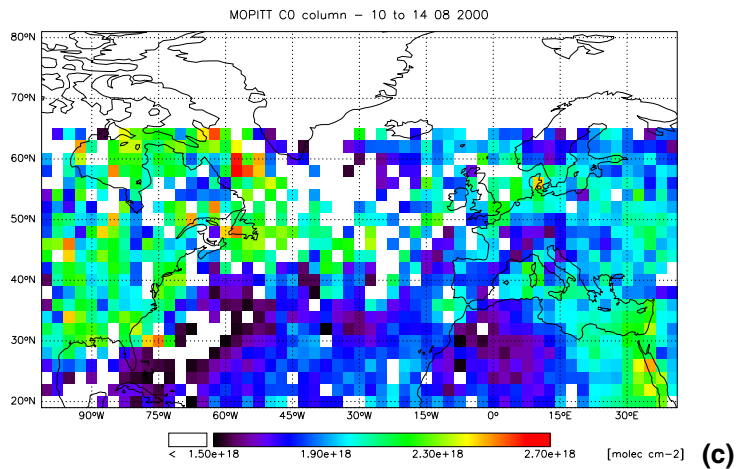 MOPITT CO column – 10 to 14 08 2000
80°N
70°N
60°N
50°N
40°N
30°N
20°N
90°W 75°W 60°W 45°W 30°W 15°W 0° 15°E 30°E
< 1.50e+18 1.90e+18 2.30e+18 2.70e+18 [molec cm−2]
(c)